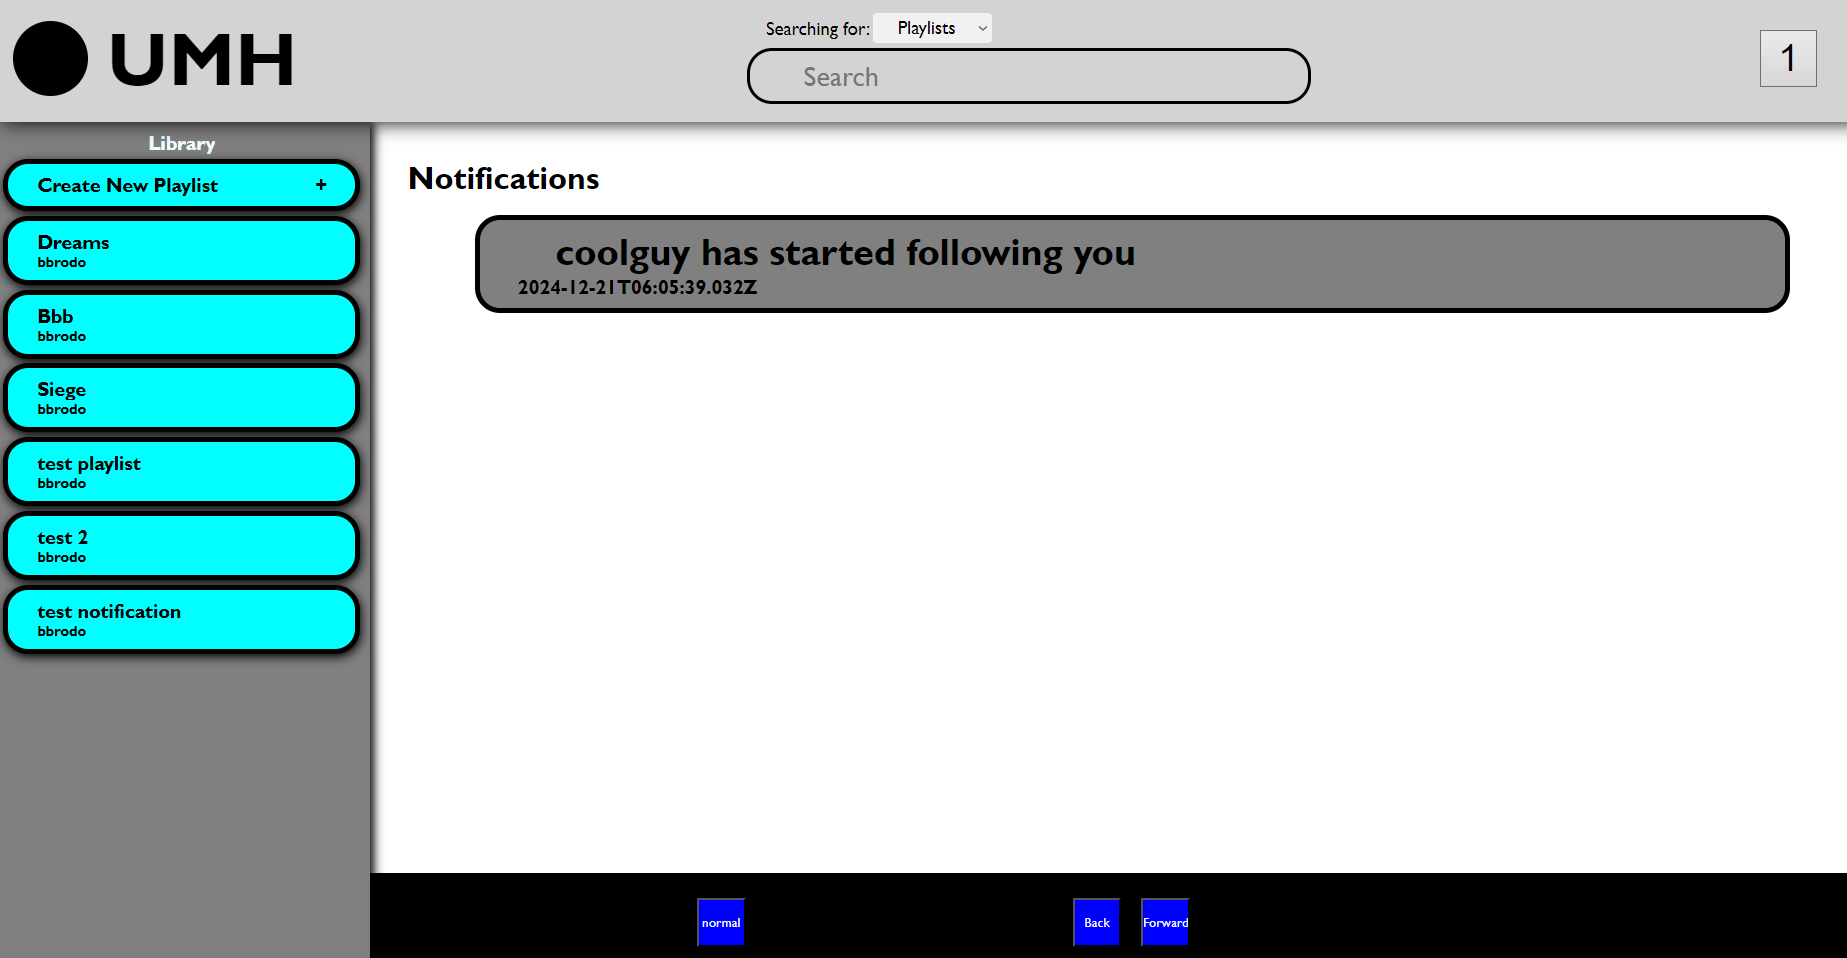 UMH
Searching for: Playlists
Search
1
Library
Create New Playlist +
Dreams
bbrodo
Bbb
bbrodo
Siege
bbrodo
test playlist
bbrodo
test 2
bbrodo
test notification
bbrodo
Notifications
coolguy has started following you
2024-12-21T06:05:39.032Z
normal
Back
Forward